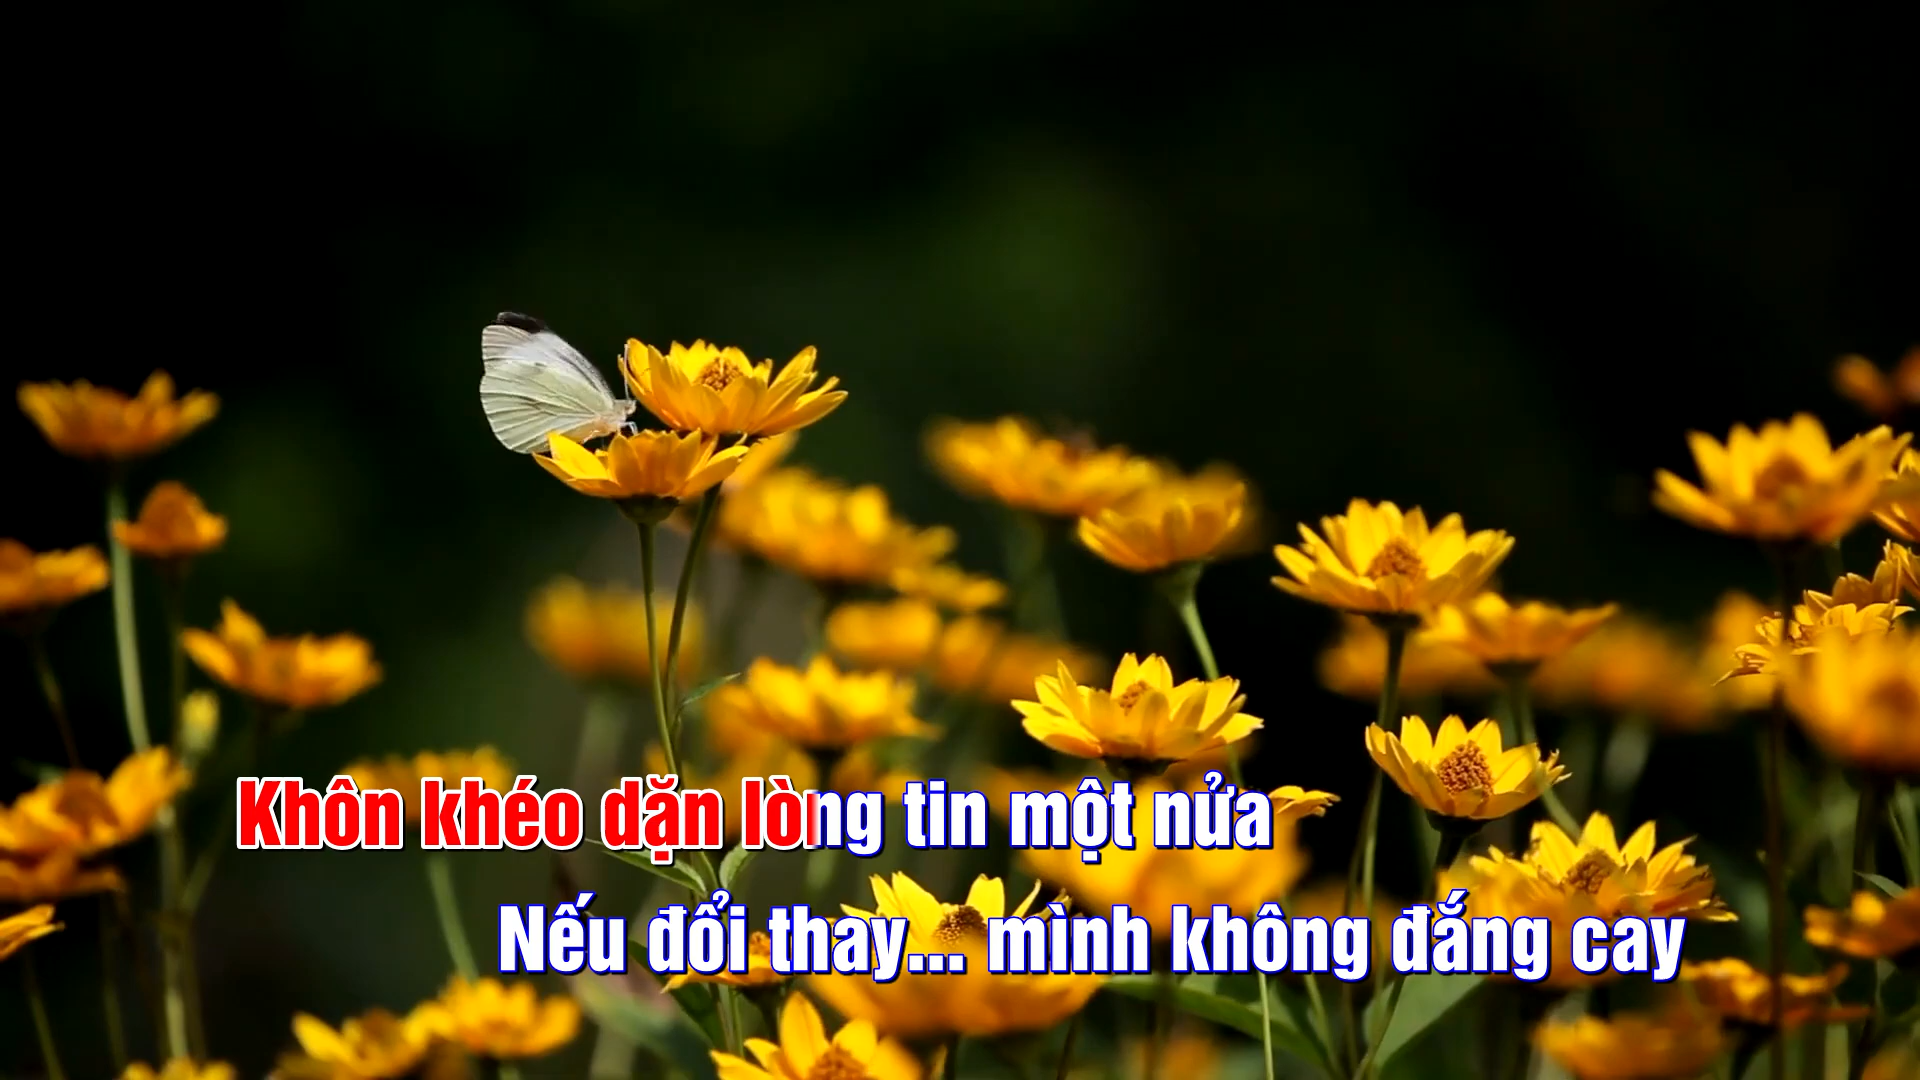 Khôn khéo dặn lòng tin một nửa
Nếu đổi thay... mình không đắng cay